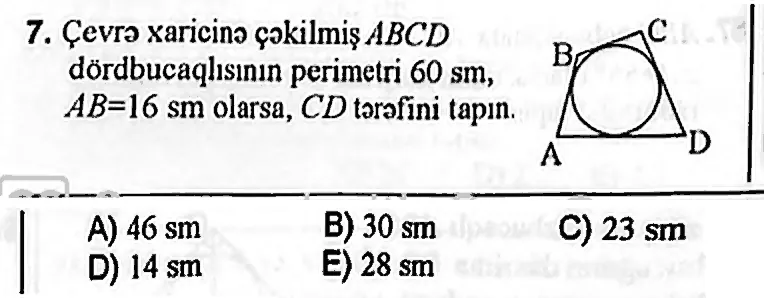 7. Çevrə xaricinə çəkilmiş ABCD
dördbucaqlısının perimetri 60 sm,
AB=16 sm olarsa, CD tərəfini tapın.
B
C
A
D
A) 46 sm B) 30 sm C) 23 sm
D) 14 sm E) 28 sm